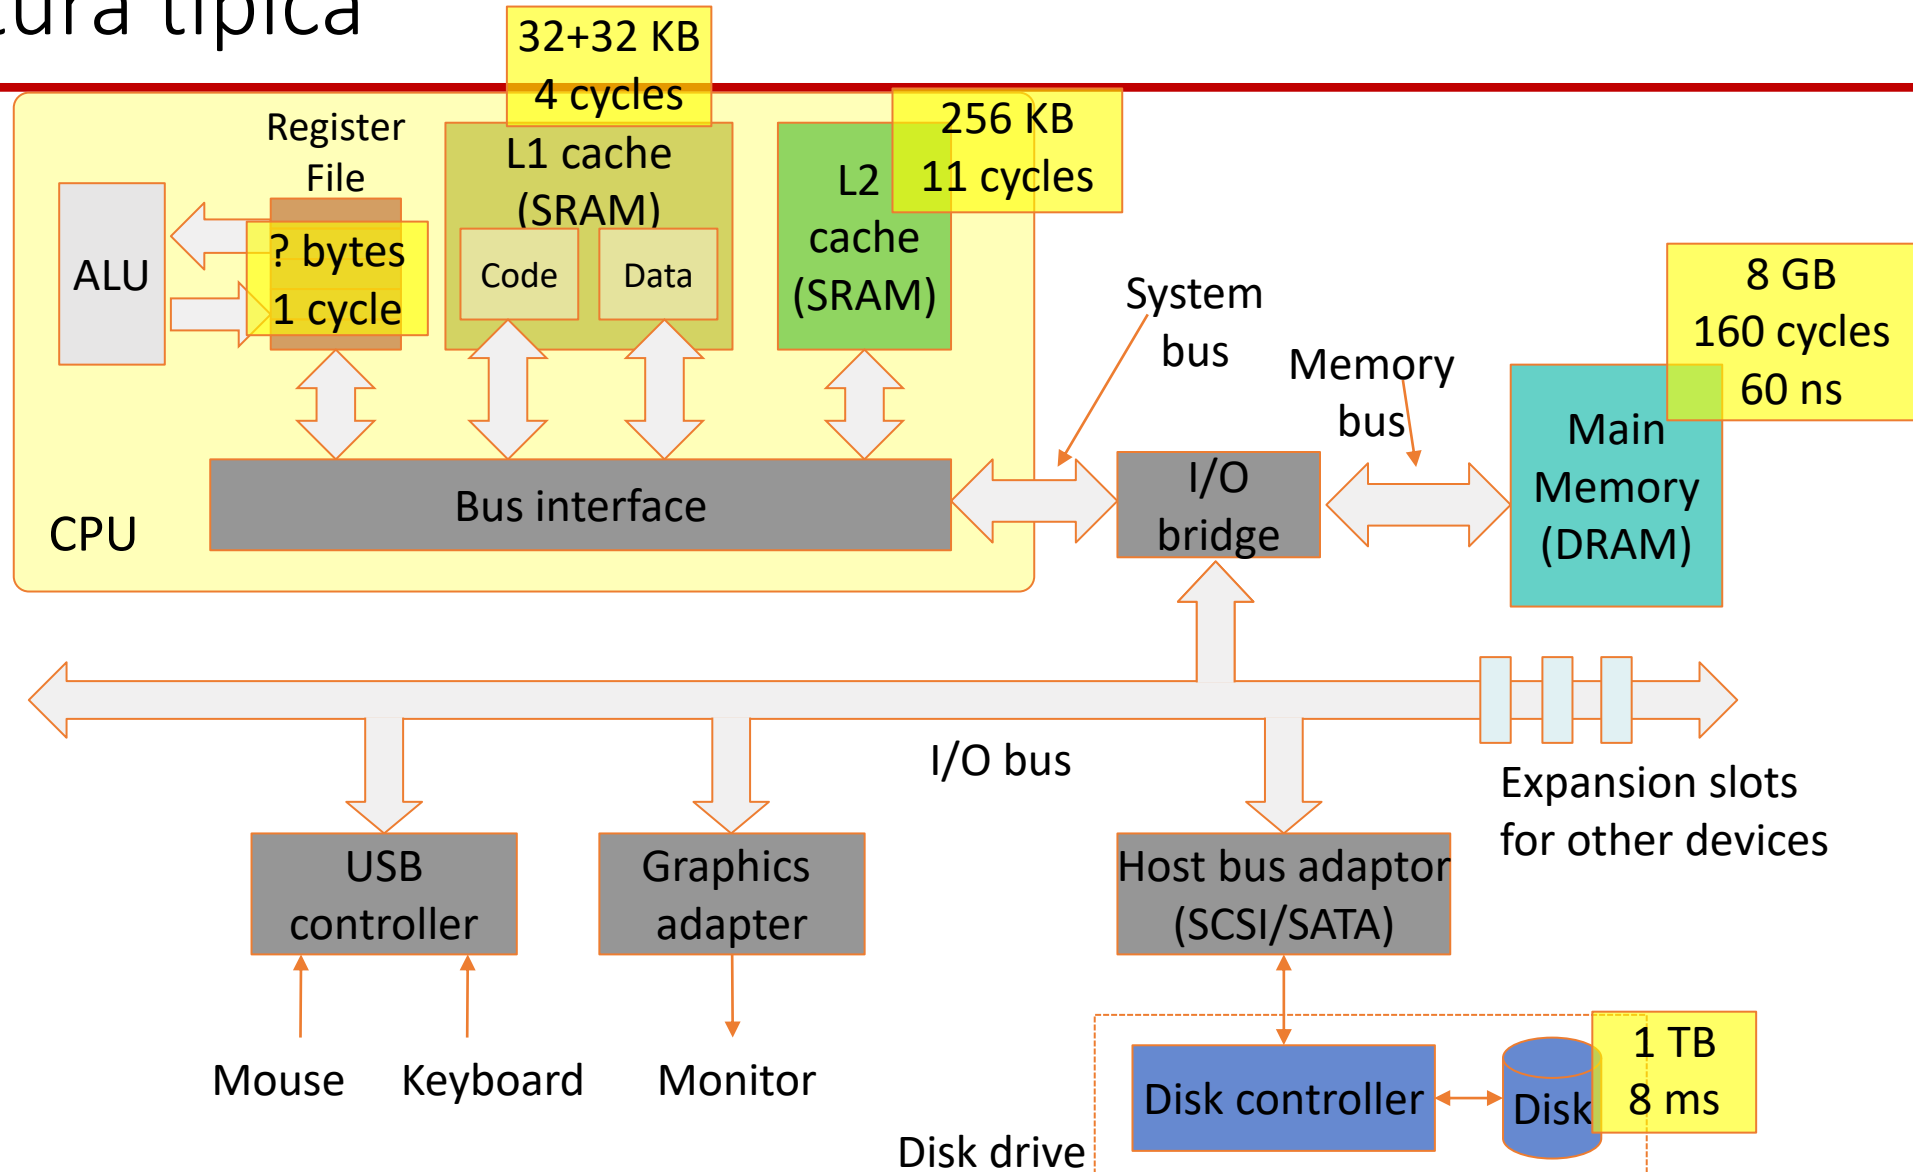 tura típica
32+32 KB
4 cycles
256 KB
11 cycles
Register
File
L1 cache
(SRAM)
Code
Data
L2
cache
(SRAM)
ALU
? bytes
1 cycle
8 GB
160 cycles
60 ns
System
bus
Memory
bus
Main
Memory
(DRAM)
I/O
bridge
Bus interface
CPU
I/O bus
Expansion slots
for other devices
USB
controller
Graphics
adapter
Host bus adaptor
(SCSI/SATA)
Mouse
Keyboard
Monitor
Disk controller
Disk
1 TB
8 ms
Disk drive